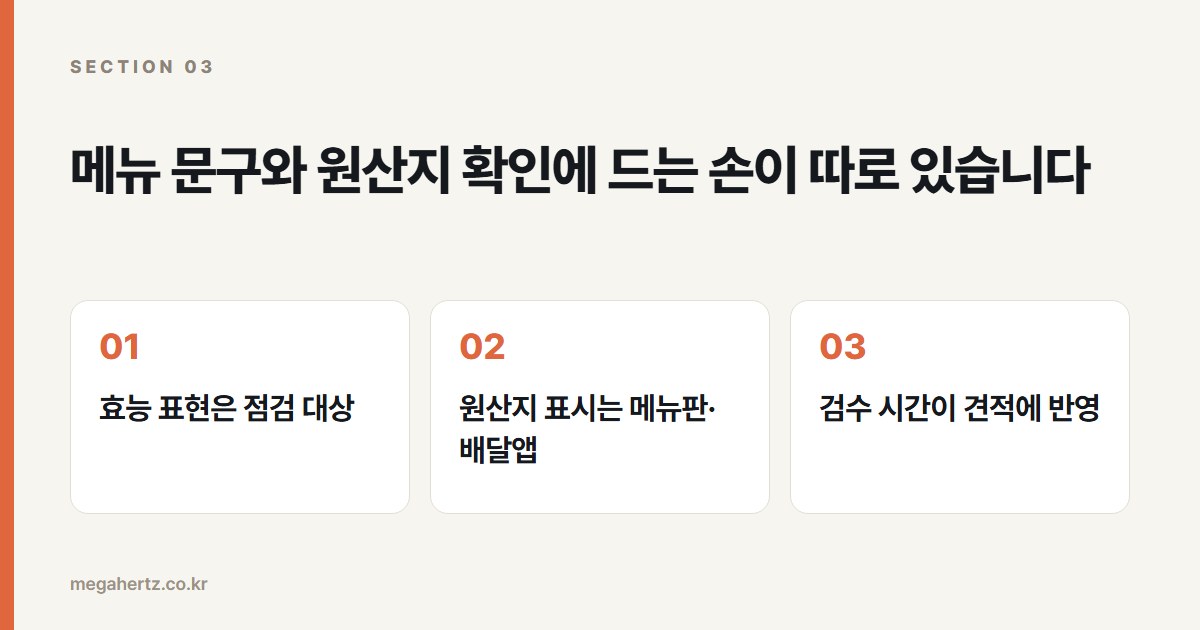 SECTION 03
메뉴 문구와 원산지 확인에 드는 손이 따로 있습니다
01
효능 표현은 점검 대상
02
원산지 표시는 메뉴판·
배달앱
03
검수 시간이 견적에 반영
megahertz.co.kr